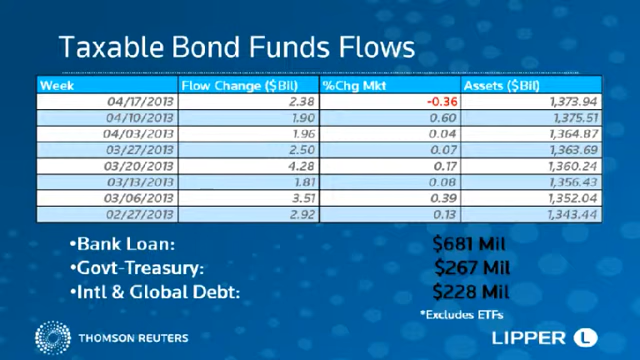 Taxable Bond Funds Flows
Week Flow Change ($Bil) %Chg Mkt Assets ($Bil)
04/17/2013 2.38 -0.36 1,373.94
04/10/2013 1.90 0.60 1,375.51
04/03/2013 1.96 0.04 1,364.87
03/27/2013 2.50 0.07 1,363.69
03/20/2013 4.28 0.17 1,360.24
03/13/2013 1.81 0.08 1,356.43
03/06/2013 3.51 0.39 1,352.04
02/27/2013 2.92 0.13 1,343.44
•Bank Loan: $681 Mil
•Govt-Treasury: $267 Mil
•Intl & Global Debt: $228 Mil
*Excludes ETFs
THOMSON REUTERS LIPPER L